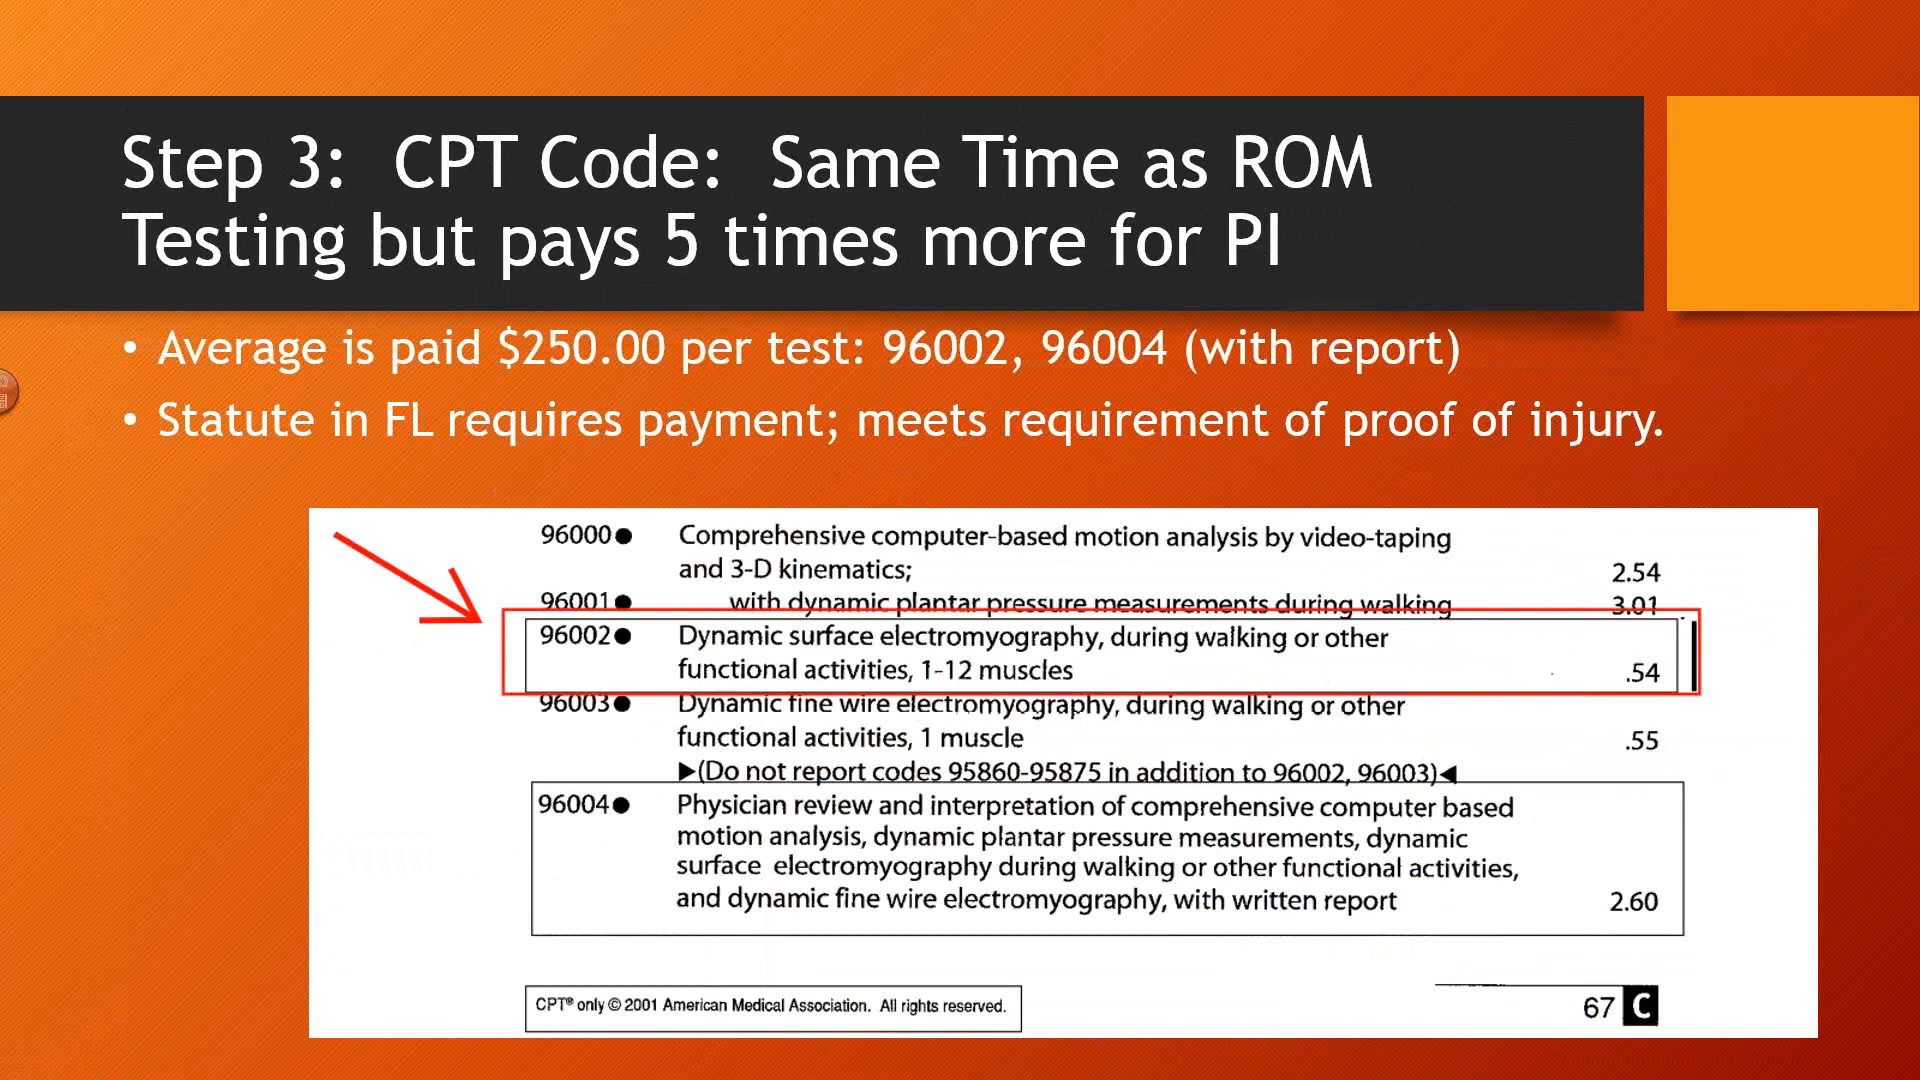 Step 3:  CPT Code:  Same Time as ROM
Testing but pays 5 times more for PI
• Average is paid $250.00 per test: 96002, 96004 (with report)
• Statute in FL requires payment; meets requirement of proof of injury.
96000● Comprehensive computer-based motion analysis by video-taping
and 3-D kinematics; 2.54
96001● with dynamic plantar pressure measurements during walking 3.01
96002● Dynamic surface electromyography, during walking or other
functional activities, 1-12 muscles .54
96003● Dynamic fine wire electromyography, during walking or other
functional activities, 1 muscle .55
▶(Do not report codes 95860-95875 in addition to 96002, 96003)◀
96004● Physician review and interpretation of comprehensive computer based
motion analysis, dynamic plantar pressure measurements, dynamic
surface electromyography during walking or other functional activities,
and dynamic fine wire electromyography, with written report 2.60
CPT® only © 2001 American Medical Association. All rights reserved.
67 C